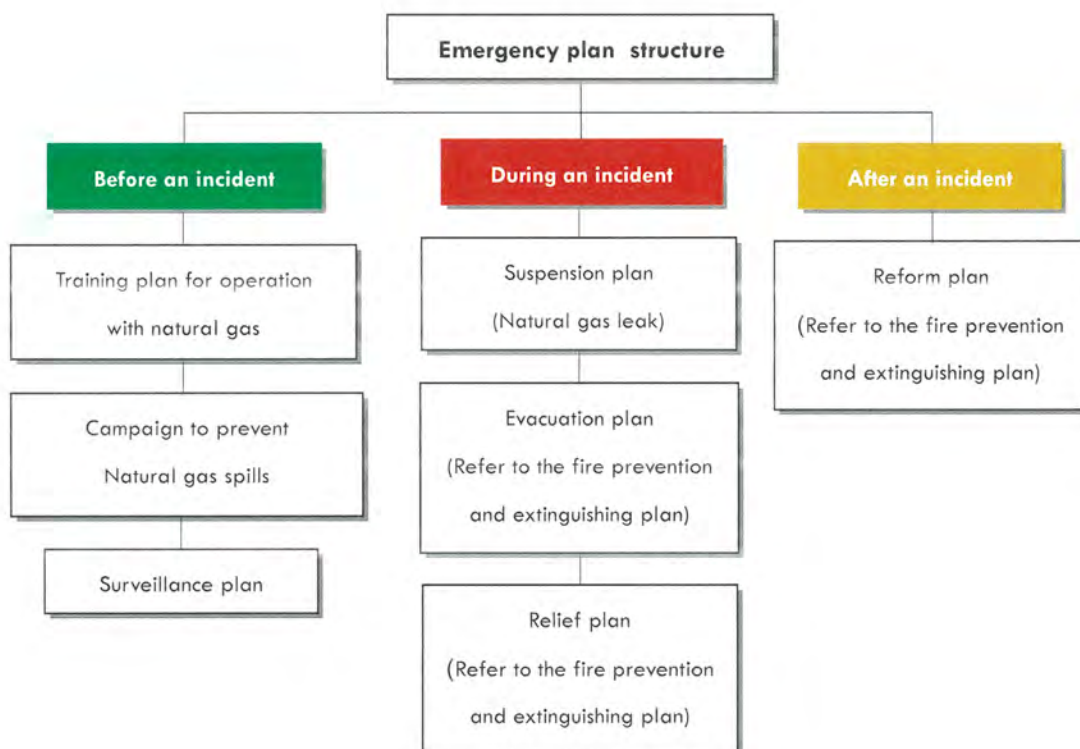 Emergency plan structure
Before an incident
Training plan for operation
with natural gas
Campaign to prevent
Natural gas spills
Surveillance plan
During an incident
Suspension plan
(Natural gas leak)
Evacuation plan
(Refer to the fire prevention
and extinguishing plan)
Relief plan
(Refer to the fire prevention
and extinguishing plan)
After an incident
Reform plan
(Refer to the fire prevention
and extinguishing plan)